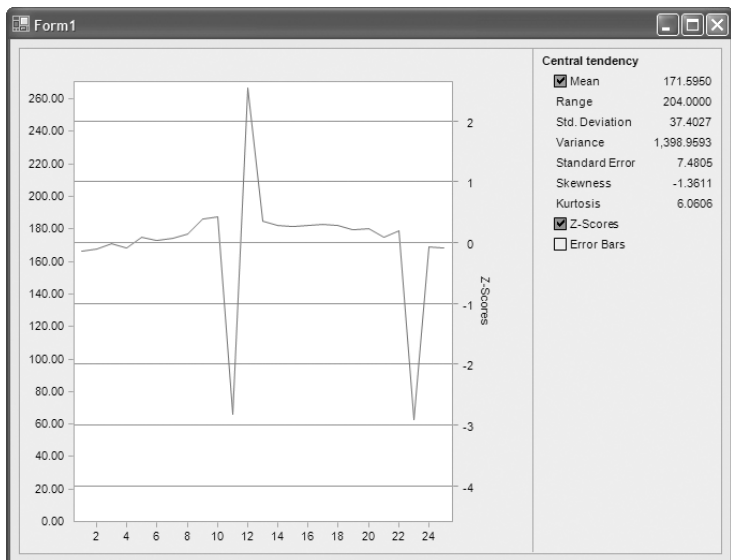 Form1
260.00
240.00
220.00
200.00
180.00
160.00
140.00
120.00
100.00
80.00
60.00
40.00
20.00
0.00
2 4 6 8 10 12 14 16 18 20 22 24
2
1
0
-1
-2
-3
-4
Z-Scores
Central tendency
Mean 171.5950
Range 204.0000
Std. Deviation 37.4027
Variance 1,398.9593
Standard Error 7.4805
Skewness -1.3611
Kurtosis 6.0606
Z-Scores
Error Bars